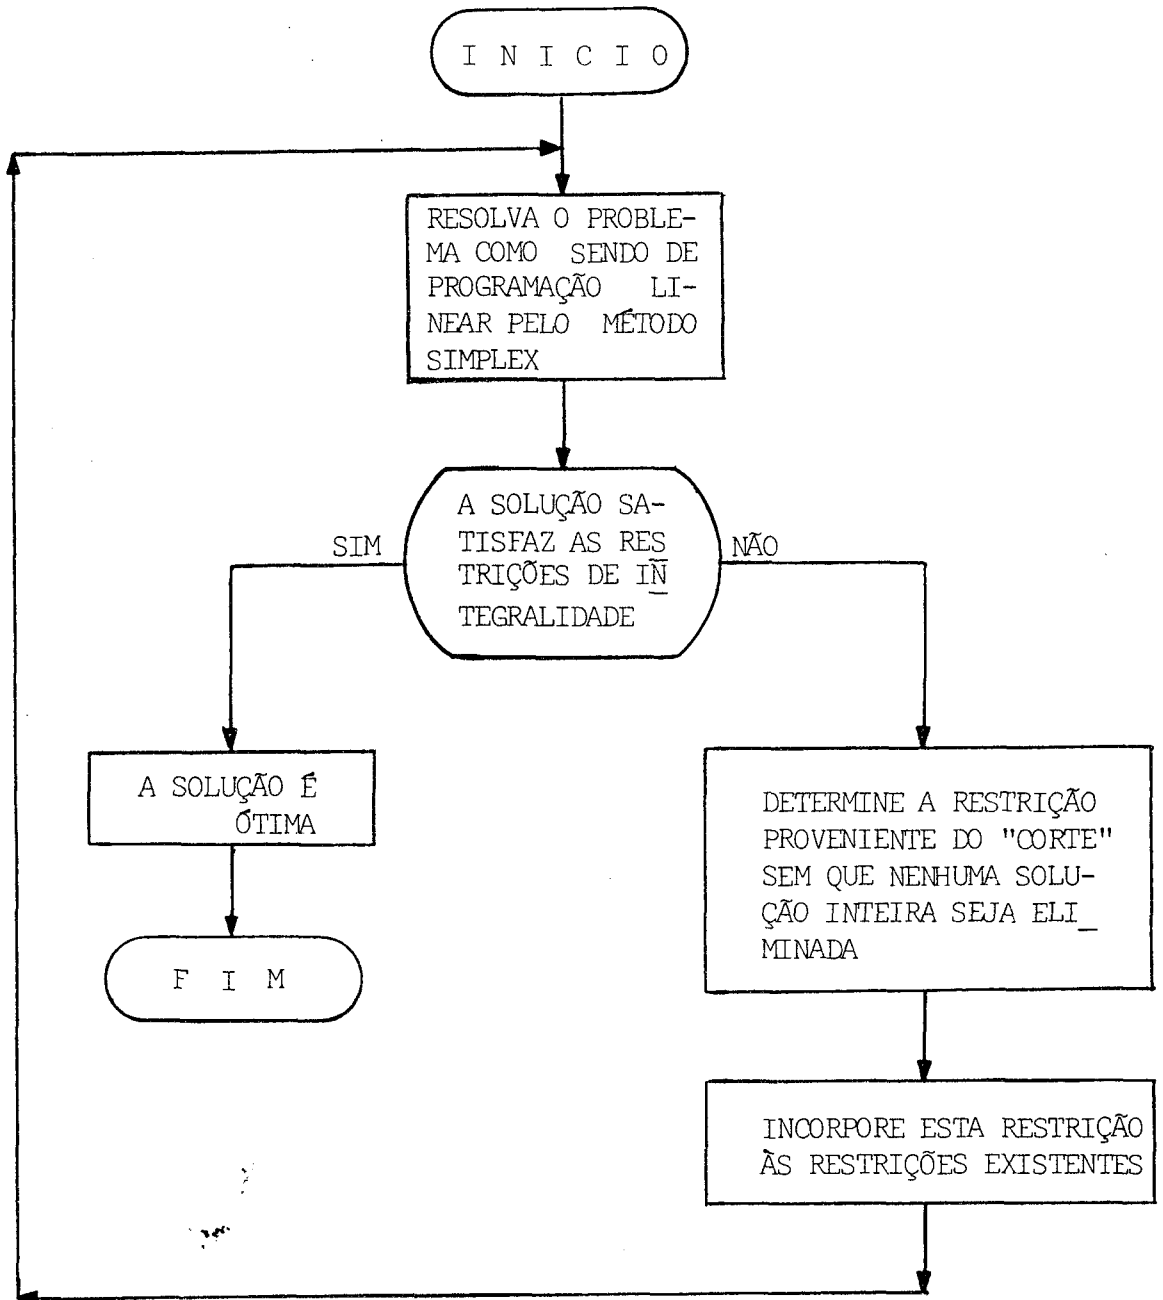 I N I C I O
RESOLVA O PROBLE-
MA COMO SENDO DE
PROGRAMAÇÃO LI-
NEAR PELO MÉTODO
SIMPLEX
A SOLUÇÃO SA-
TISFAZ AS RES
TRIÇÕES DE IN
TEGRALIDADE
SIM
NÃO
A SOLUÇÃO É
ÓTIMA
F I M
DETERMINE A RESTRIÇÃO
PROVENIENTE DO "CORTE"
SEM QUE NENHUMA SOLU-
ÇÃO INTEIRA SEJA ELI_
MINADA
INCORPORE ESTA RESTRIÇÃO
ÀS RESTRIÇÕES EXISTENTES